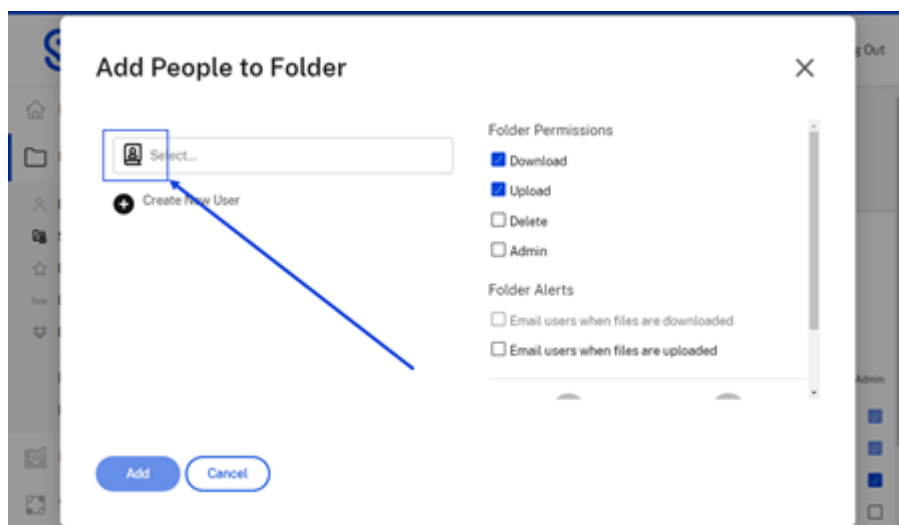 Add People to Folder
Select...
Create New User
Folder Permissions
Download
Upload
Delete
Admin
Folder Alerts
Email users when files are downloaded
Email users when files are uploaded
Add
Cancel
Out
box
Admin